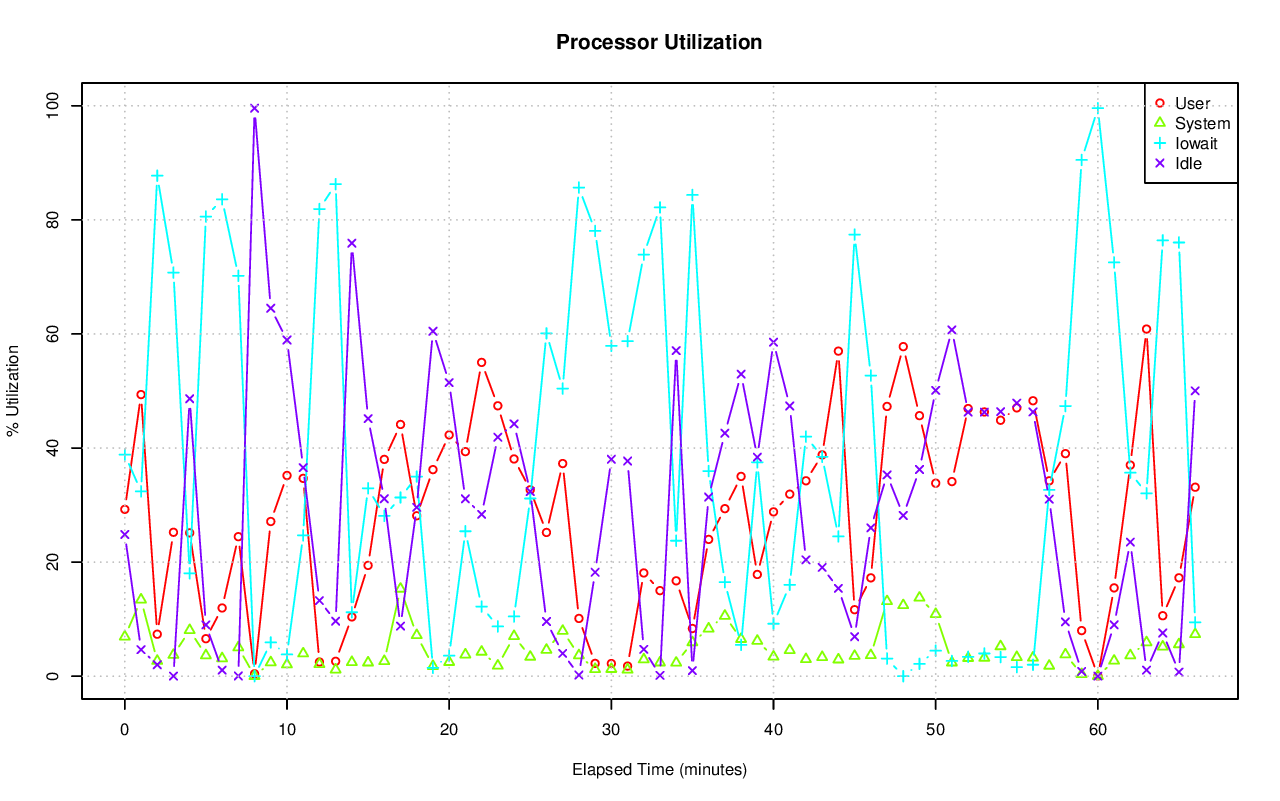 Processor Utilization
% Utilization
100
80
60
40
20
0
User
System
Iowait
Idle
0 10 20 30 40 50 60
Elapsed Time (minutes)